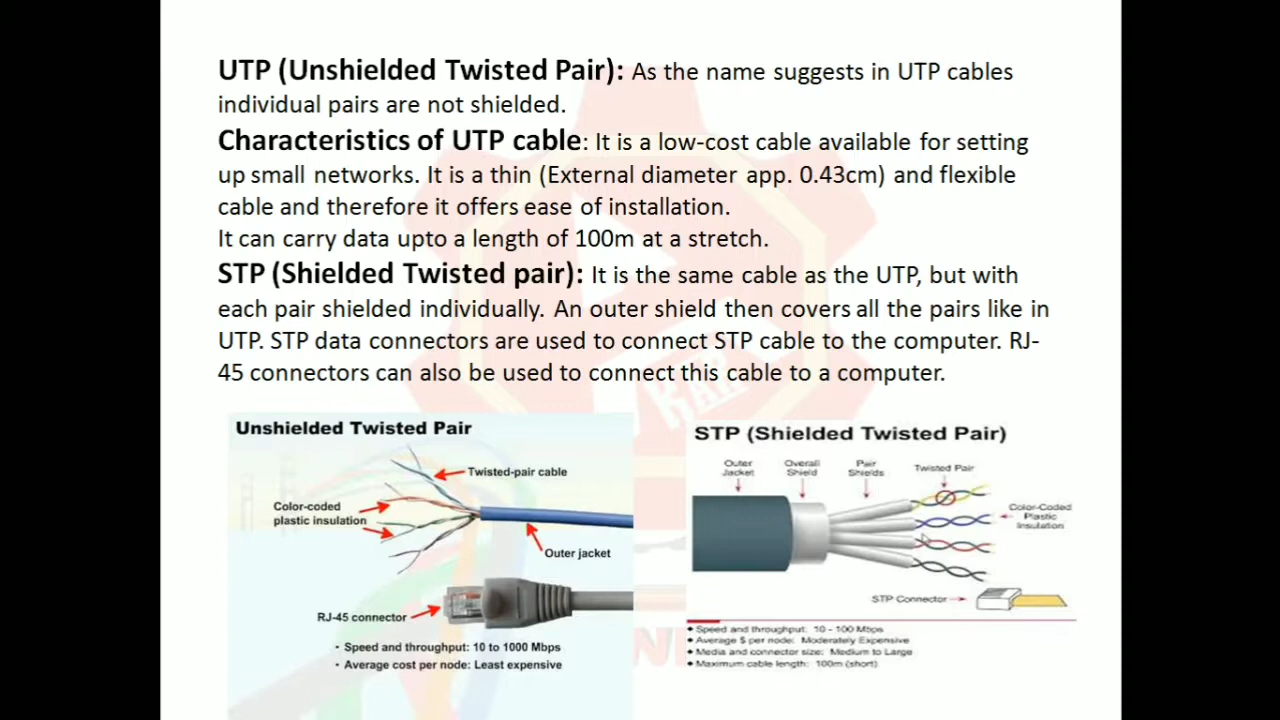 UTP (Unshielded Twisted Pair): As the name suggests in UTP cables
individual pairs are not shielded.
Characteristics of UTP cable: It is a low-cost cable available for setting
up small networks. It is a thin (External diameter app. 0.43cm) and flexible
cable and therefore it offers ease of installation.
It can carry data upto a length of 100m at a stretch.
STP (Shielded Twisted pair): It is the same cable as the UTP, but with
each pair shielded individually. An outer shield then covers all the pairs like in
UTP. STP data connectors are used to connect STP cable to the computer. RJ-
45 connectors can also be used to connect this cable to a computer.
Unshielded Twisted Pair
Twisted-pair cable
Color-coded
plastic insulation
Outer jacket
RJ-45 connector
• Speed and throughput: 10 to 1000 Mbps
• Average cost per node: Least expensive
STP (Shielded Twisted Pair)
Outer
Jacket
Overall
Shield
Pair
Shields
Twisted Pair
Color-Coded
Plastic
Insulation
STP Connector
• Speed and throughput: 10 - 100 Mbps
• Average $ per node: Moderately Expensive
• Media and connector size: Medium to Large
• Maximum cable length: 100m (short)